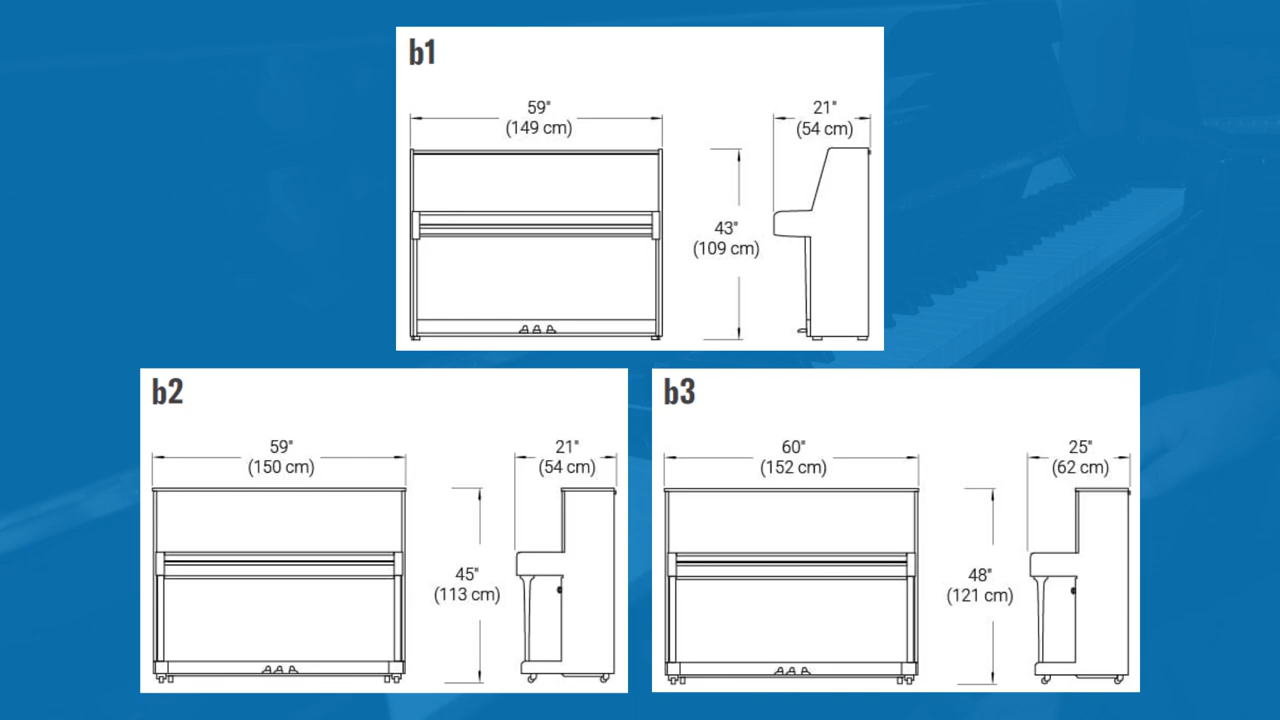 b1
59"
(149 cm)
21"
(54 cm)
43"
(109 cm)
b2
59"
(150 cm)
21"
(54 cm)
45"
(113 cm)
b3
60"
(152 cm)
25"
(62 cm)
48"
(121 cm)